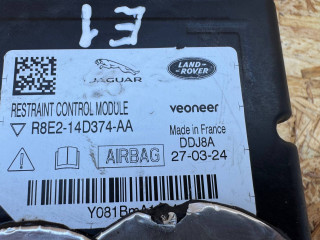 E1
JAGUAR
LAND-
ROVER
RESTRAINT CONTROL MODULE
veoneer
R8E2-14D374-AA
Made in France
DDJ8A
AIRBAG
27-03-24